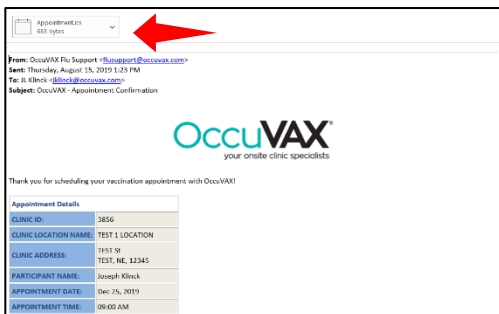 Appointment.ics
683 bytes
From: OccuVAX Flu Support <flusupport@occuvax.com>
Sent: Thursday, August 15, 2019 1:23 PM
To: JL Klinck <jklinck@occuvax.com>
Subject: OccuVAX - Appointment Confirmation
OccuVAX®
your onsite clinic specialists
Thank you for scheduling your vaccination appointment with OccuVAX!
Appointment Details
CLINIC ID: 3856
CLINIC LOCATION NAME: TEST 1 LOCATION
CLINIC ADDRESS: TEST St
TEST, NE, 12345
PARTICIPANT NAME: Joseph Klinck
APPOINTMENT DATE: Dec 25, 2019
APPOINTMENT TIME: 09:00 AM